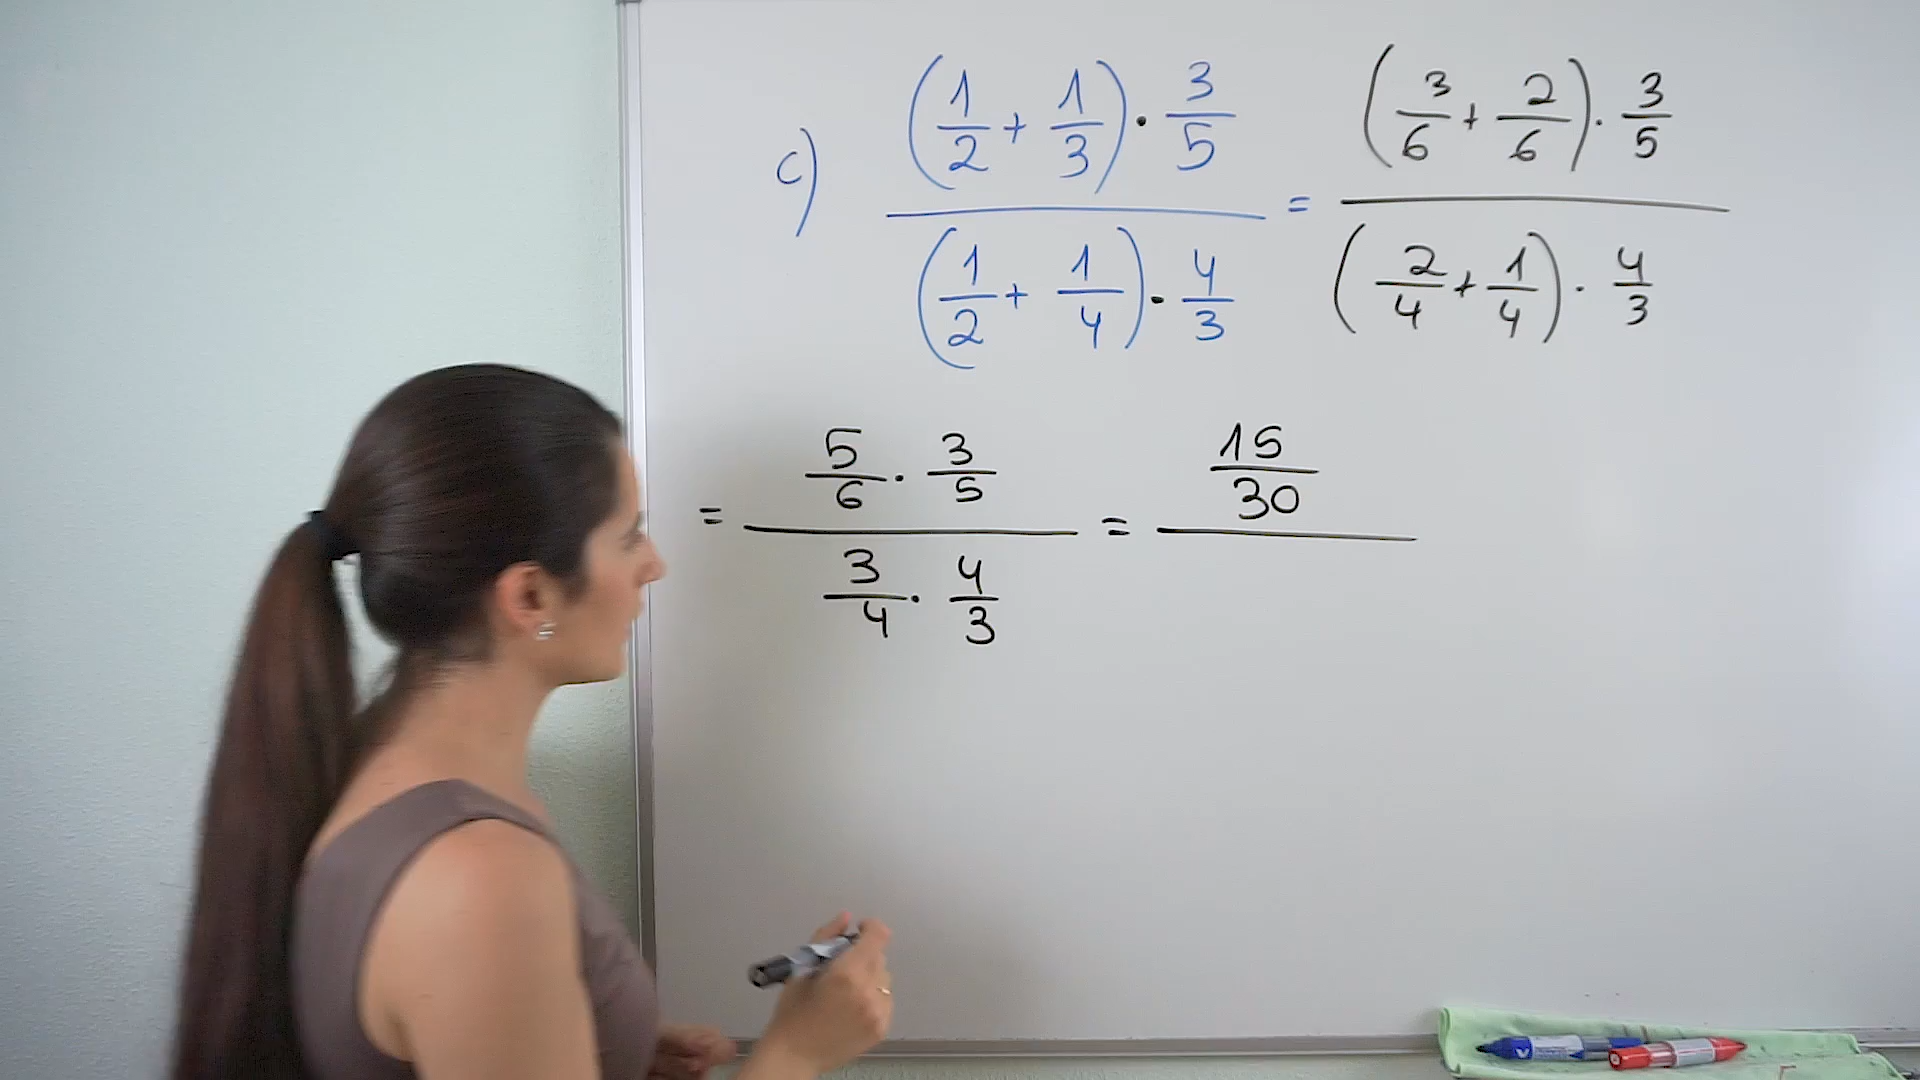 c) ((1/2 + 1/3) · 3/5) / ((1/2 + 1/4) · 4/3) = ((3/6 + 2/6) · 3/5) / ((2/4 + 1/4) · 4/3)
= (5/6 · 3/5) / (3/4 · 4/3) = (15/30) /